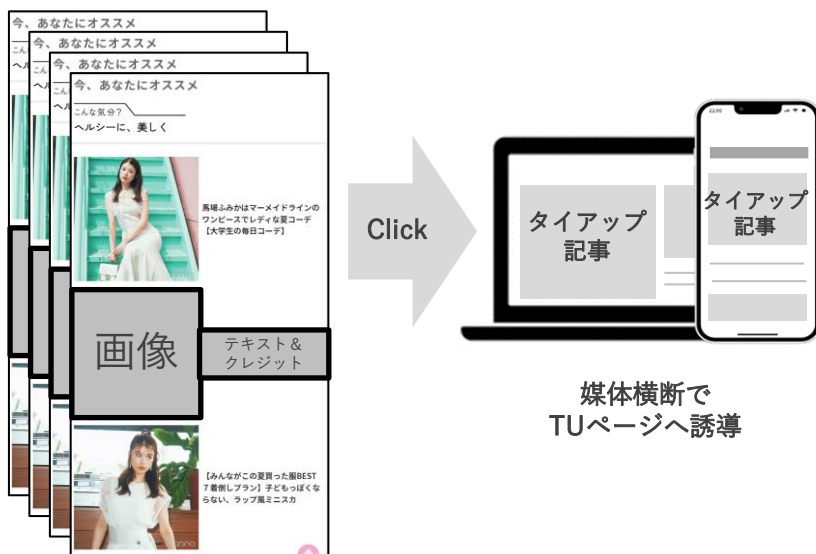 今、あなたにオススメ
今、あなたにオススメ
今、あなたにオススメ
今、あなたにオススメ
こんな気分?
ヘルシーに、美しく
馬場ふみかはマーメイドラインの
ワンピースでレディな夏コーデ
【大学生の毎日コーデ】
画像
テキスト&
クレジット
【みんながこの夏買った服BEST
7着倒しプラン】子どもっぽくな
らない、ラップ風ミニスカ
Click
タイアップ
記事
タイアップ
記事
媒体横断で
TUページへ誘導